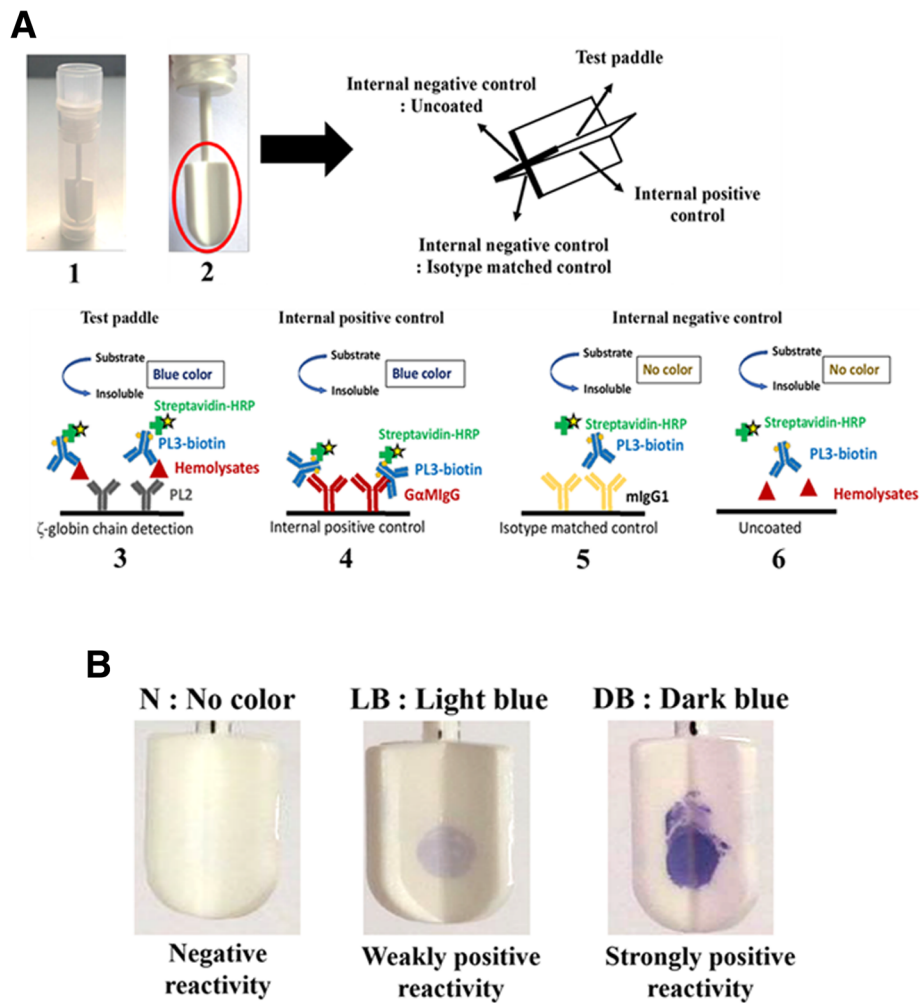 A
Internal negative control
: Uncoated
Test paddle
Internal positive
control
Internal negative control
: Isotype matched control
1
2
Test paddle
Internal positive control
Internal negative control
Substrate
Blue color
Insoluble
Streptavidin-HRP
PL3-biotin
Hemolysates
PL2
ζ-globin chain detection
3
Substrate
Blue color
Insoluble
Streptavidin-HRP
PL3-biotin
GαMIgG
Internal positive control
4
Substrate
No color
Insoluble
Streptavidin-HRP
PL3-biotin
mIgG1
Isotype matched control
5
Substrate
No color
Insoluble
Streptavidin-HRP
PL3-biotin
Hemolysates
Uncoated
6
B
N : No color
LB : Light blue
DB : Dark blue
Negative
reactivity
Weakly positive
reactivity
Strongly positive
reactivity